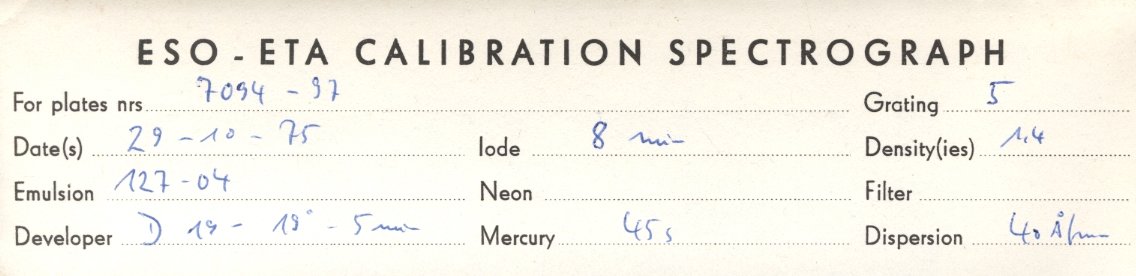 ESO - ETA CALIBRATION SPECTROGRAPH
For plates nrs 7094 - 97 Grating 5
Date(s) 29 - 10 - 75 Iode 8 min Density(ies) 1,4
Emulsion 127-04 Neon Filter
Developer D 19 - 19° - 5 min Mercury 45s Dispersion 40 Å/mm